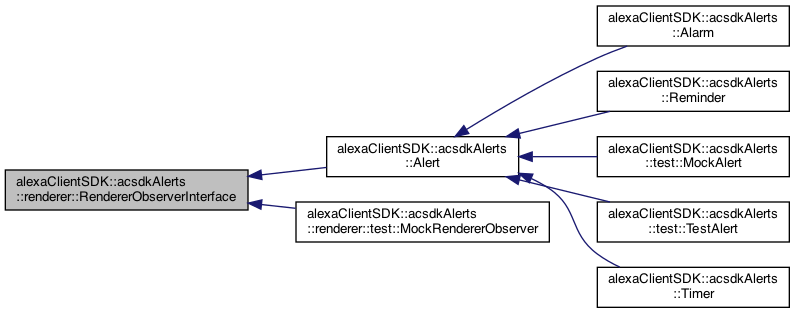 alexaClientSDK::acsdkAlerts
::renderer::RendererObserverInterface
alexaClientSDK::acsdkAlerts
::Alert
alexaClientSDK::acsdkAlerts
::renderer::test::MockRendererObserver
alexaClientSDK::acsdkAlerts
::Alarm
alexaClientSDK::acsdkAlerts
::Reminder
alexaClientSDK::acsdkAlerts
::test::MockAlert
alexaClientSDK::acsdkAlerts
::test::TestAlert
alexaClientSDK::acsdkAlerts
::Timer